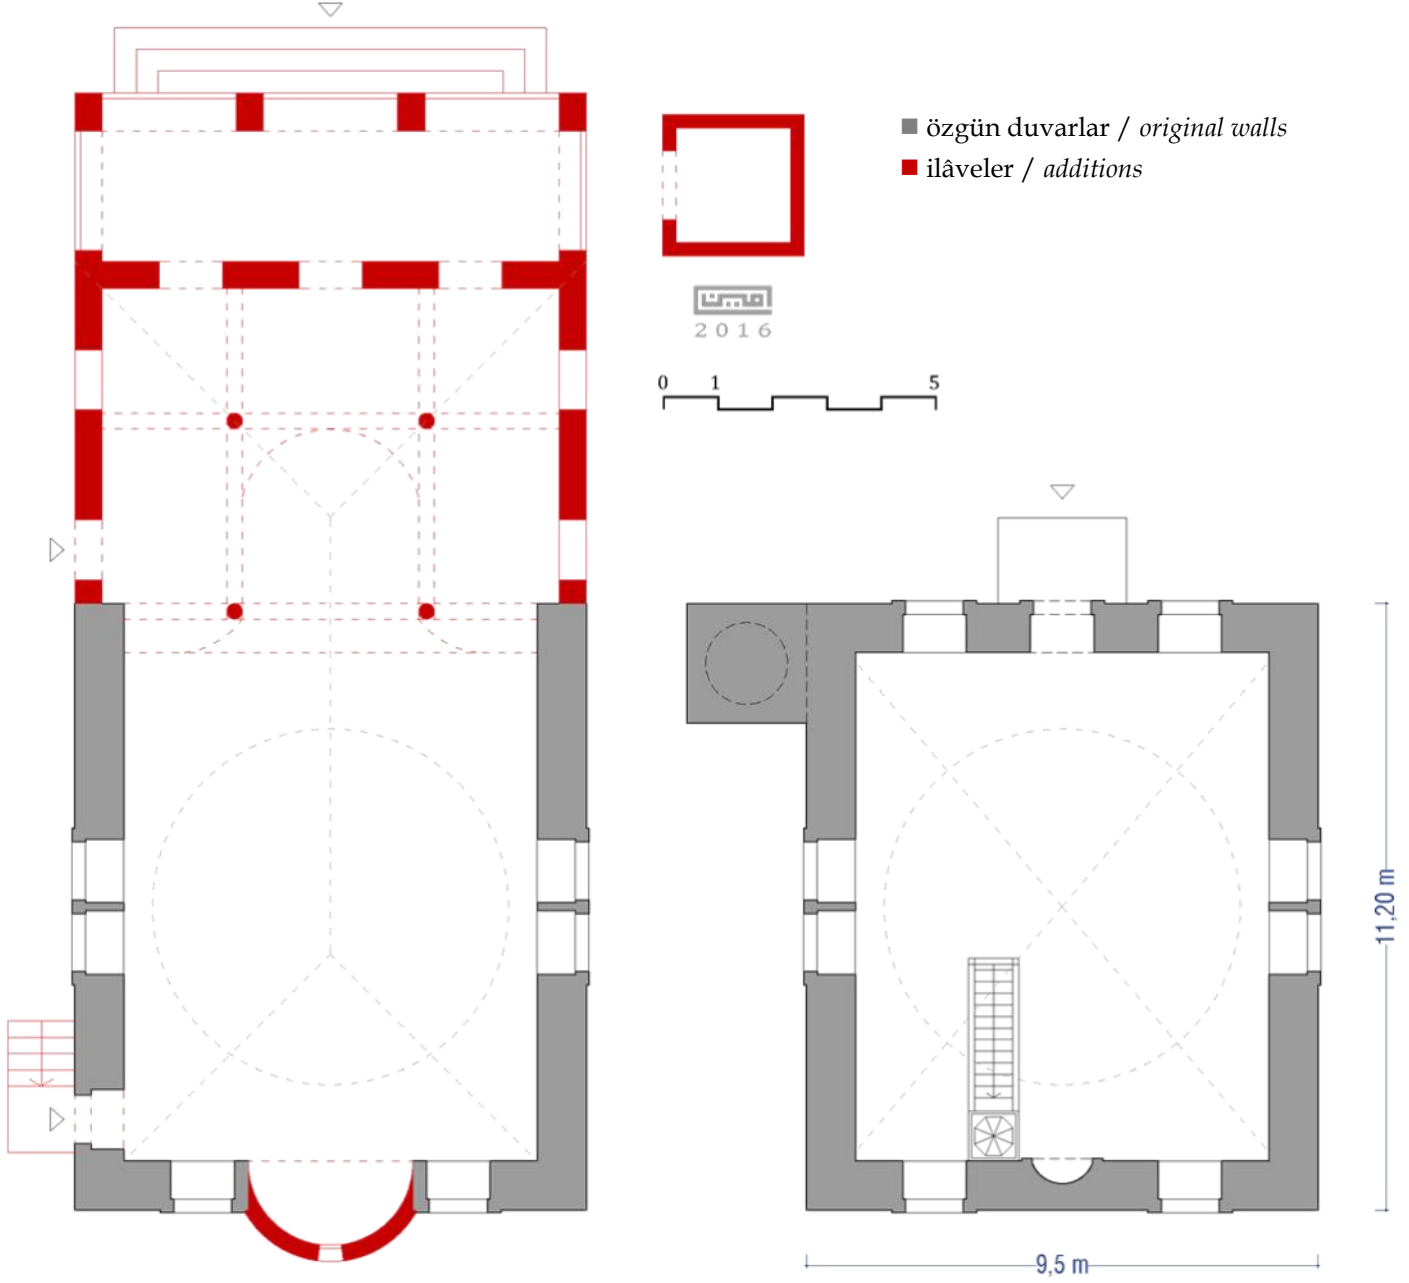 özgün duvarlar / original walls
ilâveler / additions
2016
0 1 5
11,20 m
9,5 m